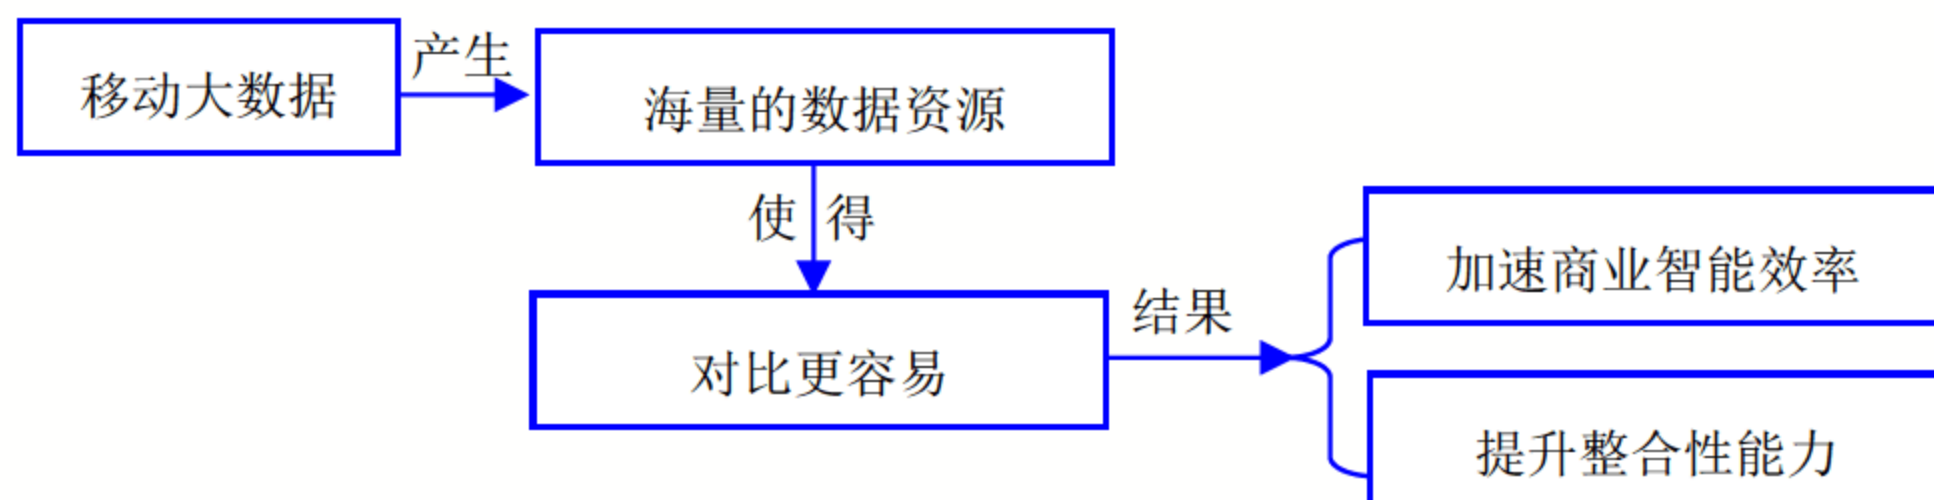 移动大数据
产生
海量的数据资源
使得
对比更容易
结果
加速商业智能效率
提升整合性能力